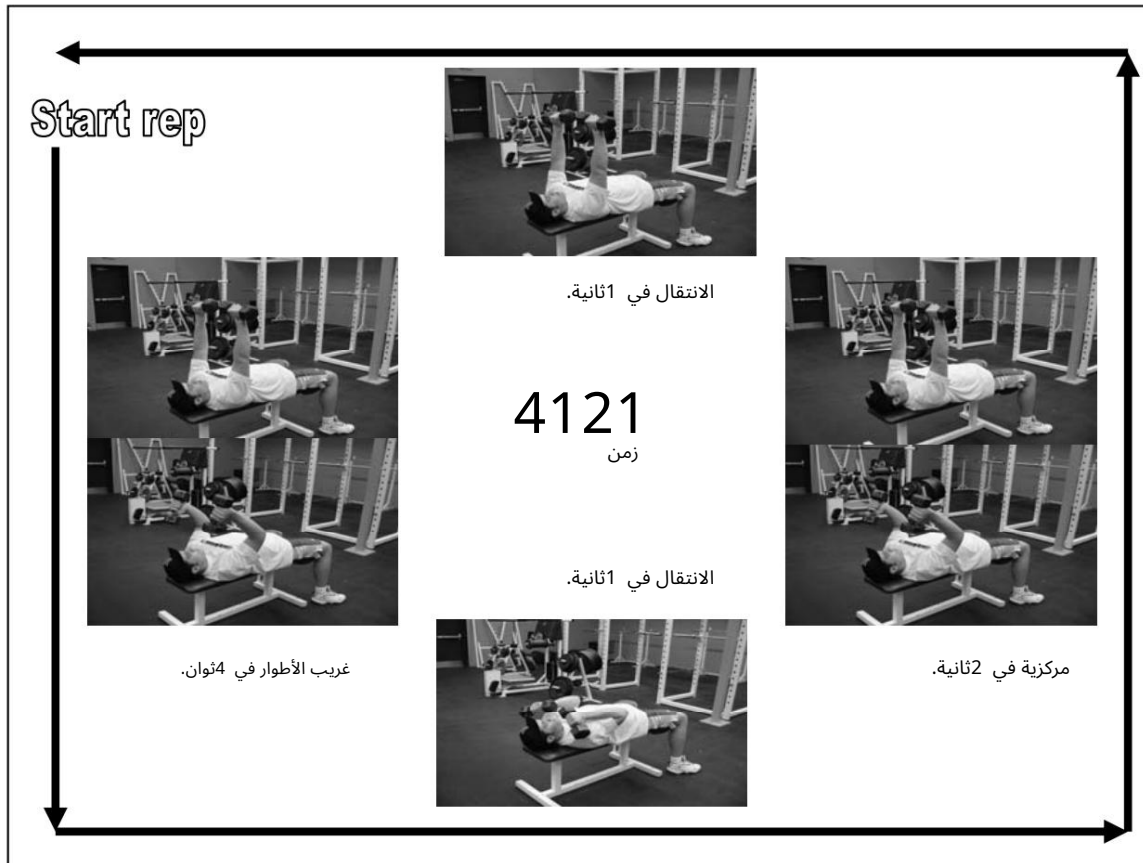 Start rep
الانتقال في 1ثانية.
4121
زمن
الانتقال في 1ثانية.
غريب الأطوار في 4ثوان.
مركزية في 2ثانية.